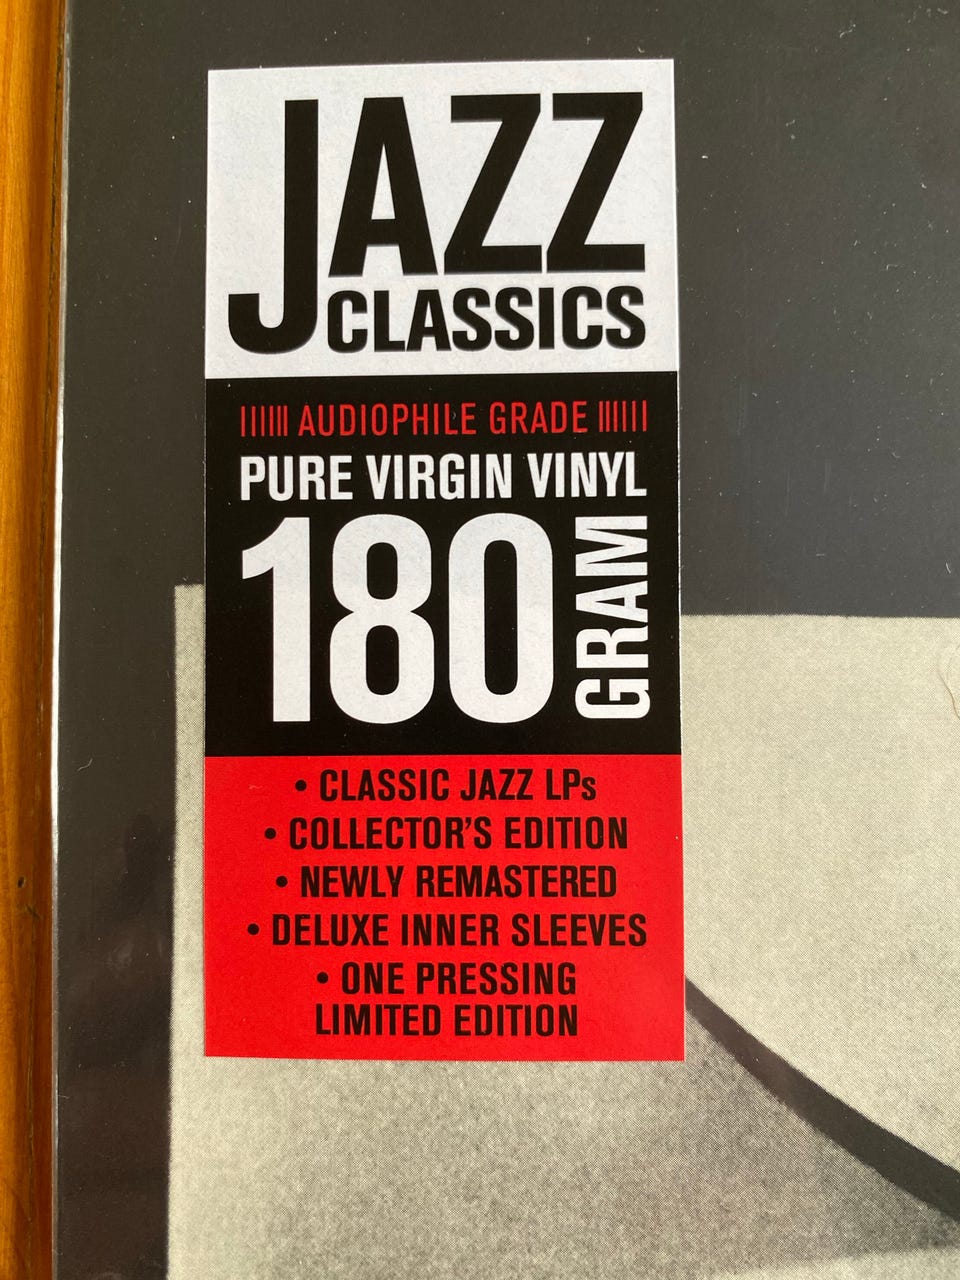 JAZZ
CLASSICS
AUDIOPHILE GRADE
PURE VIRGIN VINYL
180 GRAM
• CLASSIC JAZZ LPs
• COLLECTOR'S EDITION
• NEWLY REMASTERED
• DELUXE INNER SLEEVES
• ONE PRESSING
LIMITED EDITION